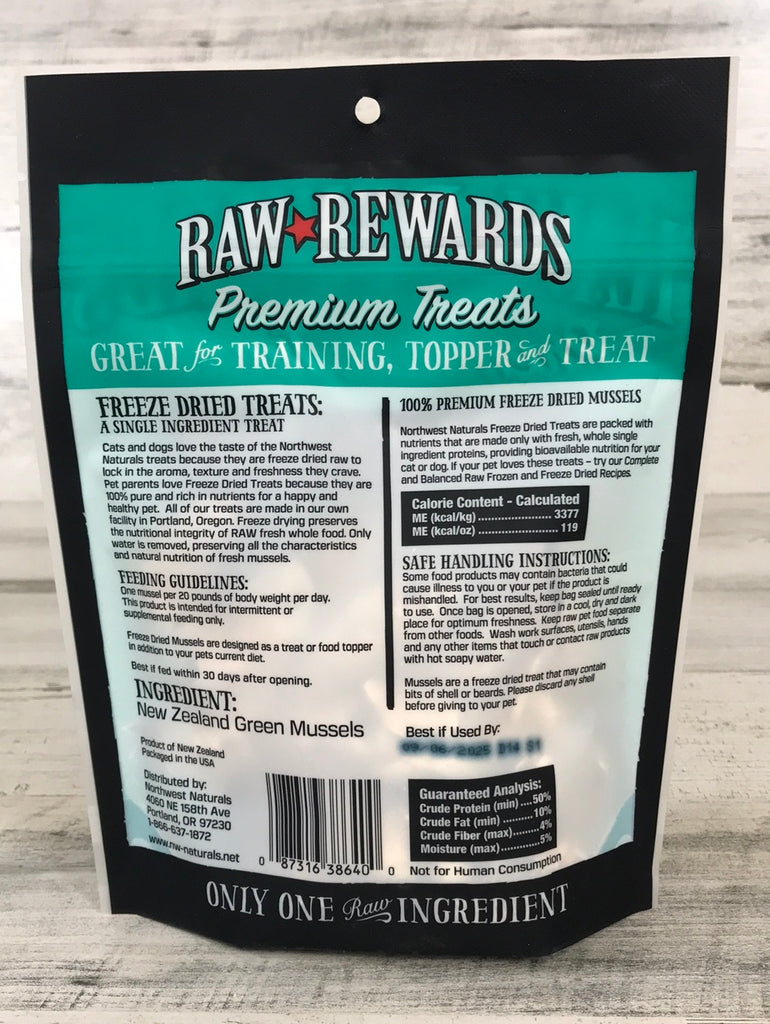 RAW REWARDS
Premium Treats
GREAT for TRAINING, TOPPER and TREAT
FREEZE DRIED TREATS:
A SINGLE INGREDIENT TREAT
Cats and dogs love the taste of the Northwest
Naturals treats because they are freeze dried raw to
lock in the aroma, texture and freshness they crave.
Pet parents love Freeze Dried Treats because they are
100% pure and rich in nutrients for a happy and
healthy pet. All of our treats are made in our own
facility in Portland, Oregon. Freeze drying preserves
the nutritional integrity of RAW fresh whole food. Only
water is removed, preserving all the characteristics
and natural nutrition of fresh mussels.
FEEDING GUIDELINES:
One mussel per 20 pounds of body weight per day.
This product is intended for intermittent or
supplemental feeding only.
Freeze Dried Mussels are designed as a treat or food topper
in addition to your pets current diet.
Best if fed within 30 days after opening.
INGREDIENT:
New Zealand Green Mussels
Product of New Zealand
Packaged in the USA
Distributed by:
Northwest Naturals
4060 NE 158th Ave
Portland, OR 97230
1-866-637-1872
www.nw-naturals.net
0 87316 38640 0
100% PREMIUM FREEZE DRIED MUSSELS
Northwest Naturals Freeze Dried Treats are packed with
nutrients that are made only with fresh, whole single
ingredient proteins, providing bioavailable nutrition for your
cat or dog. If your pet loves these treats – try our Complete
and Balanced Raw Frozen and Freeze Dried Recipes.
Calorie Content - Calculated
ME (kcal/kg) ........................ 3377
ME (kcal/oz) .......................... 119
SAFE HANDLING INSTRUCTIONS:
Some food products may contain bacteria that could
cause illness to you or your pet if the product is
mishandled. For best results, keep bag sealed until ready
to use. Once bag is opened, store in a cool, dry and dark
place for optimum freshness. Keep raw pet food separate
from other foods. Wash work surfaces, utensils, hands
and any other items that touch or contact raw products
with hot soapy water.
Mussels are a freeze dried treat that may contain
bits of shell or beards. Please discard any shell
before giving to your pet.
Best if Used By:
09/06/2025 D14 S1
Guaranteed Analysis:
Crude Protein (min) ....50%
Crude Fat (min) ..........10%
Crude Fiber (max).........4%
Moisture (max).............5%
Not for Human Consumption
ONLY ONE Raw INGREDIENT